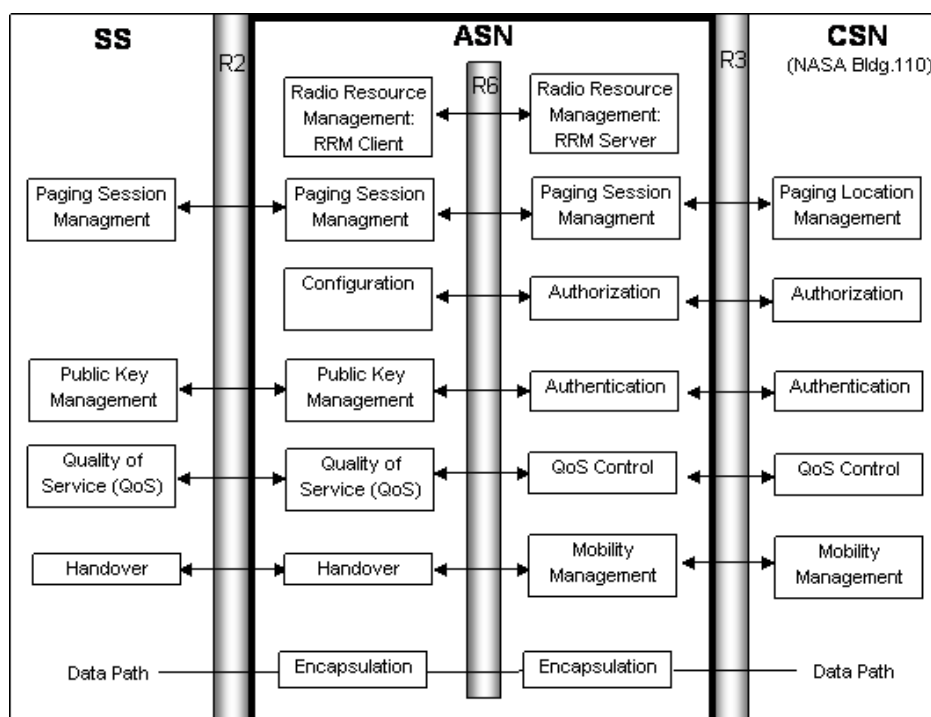 SS
R2
ASN
R6
R3
CSN
(NASA Bldg.110)
Radio Resource
Management:
RRM Client
Radio Resource
Management:
RRM Server
Paging Session
Managment
Paging Session
Managment
Paging Session
Managment
Paging Location
Management
Configuration
Authorization
Authorization
Public Key
Management
Public Key
Management
Authentication
Authentication
Quality of
Service (QoS)
Quality of
Service (QoS)
QoS Control
QoS Control
Handover
Handover
Mobility
Management
Mobility
Management
Data Path
Encapsulation
Encapsulation
Data Path